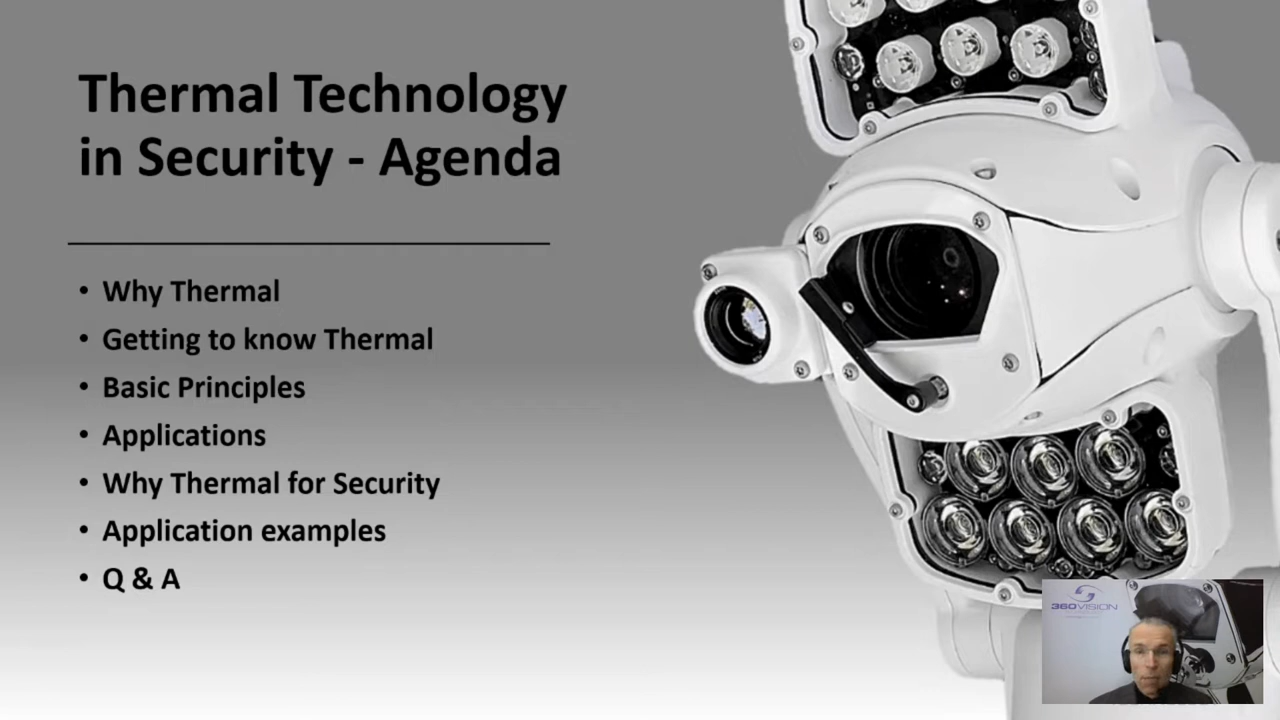 Thermal Technology
in Security - Agenda
• Why Thermal
• Getting to know Thermal
• Basic Principles
• Applications
• Why Thermal for Security
• Application examples
• Q & A
360VISION